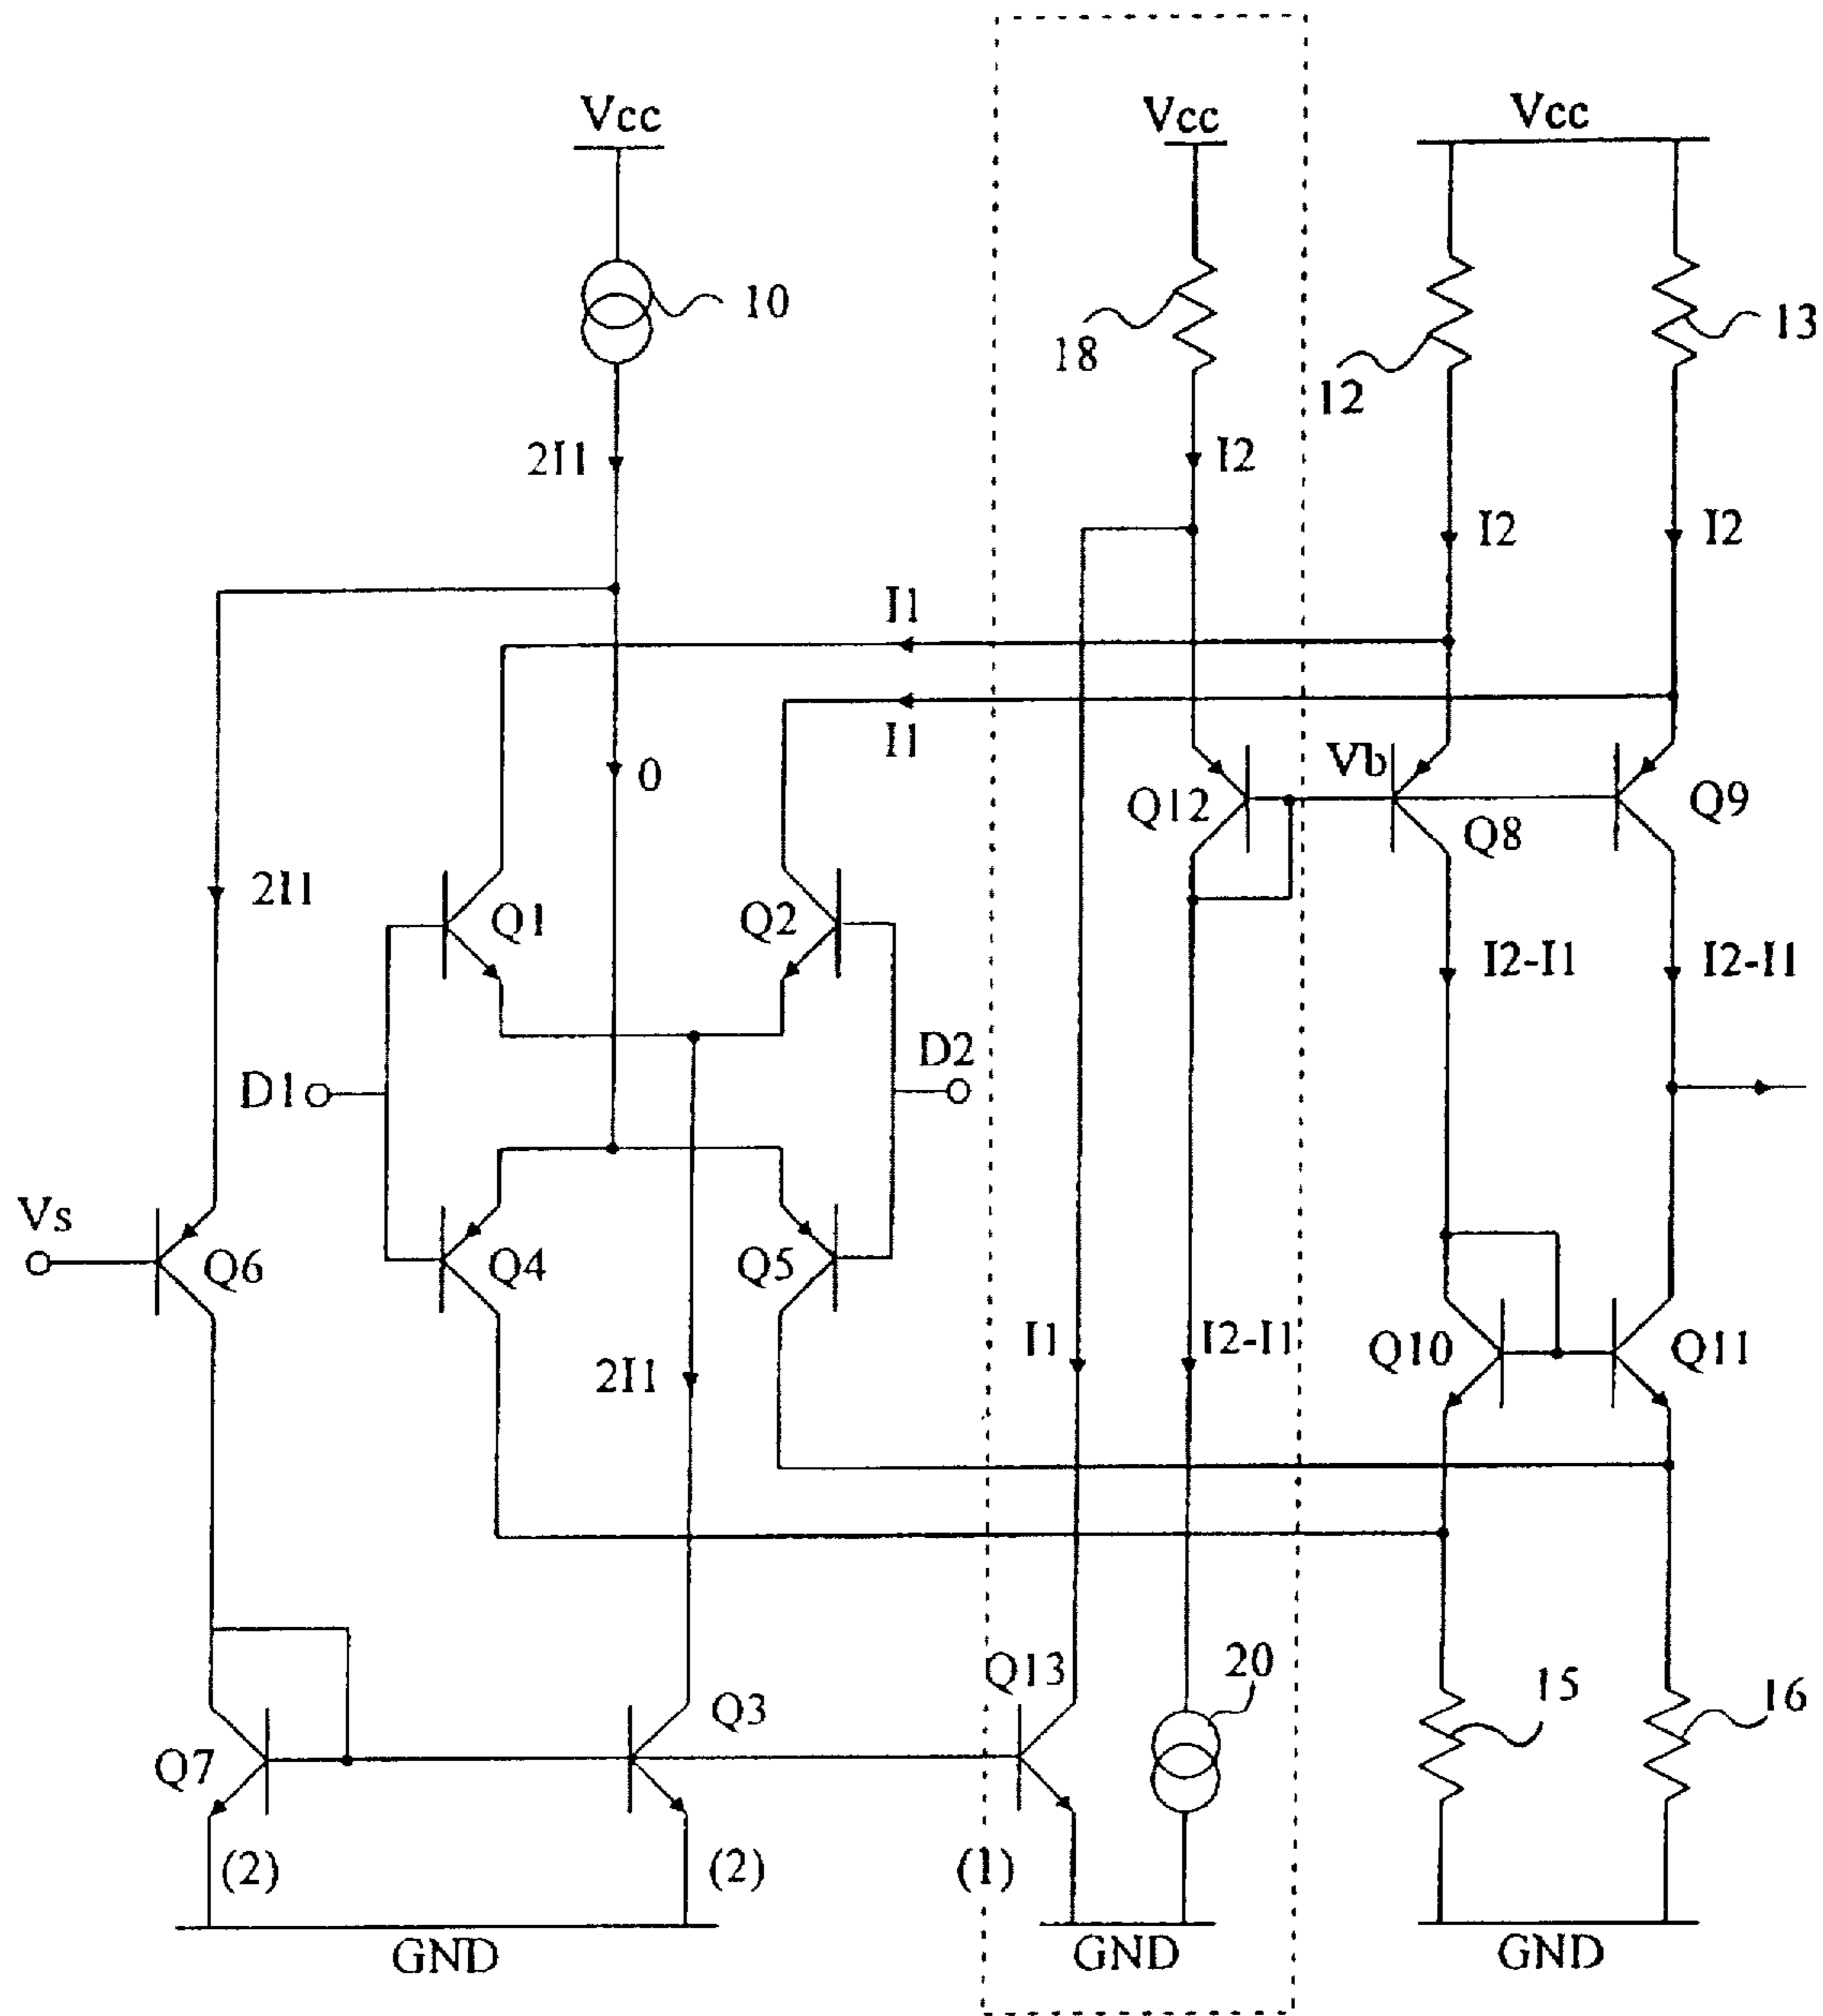 Vcc
Vcc
Vcc
10
18
12
13
2I1
I2
I2
I2
I1
I1
0
Vb
Q12
Q8
Q9
2I1
Q1
Q2
I2-I1
I2-I1
D1
D2
Vs
Q6
Q4
Q5
2I1
I1
I2-I1
Q10
Q11
Q13
20
15
16
Q7
Q3
(2)
(2)
(1)
GND
GND
GND